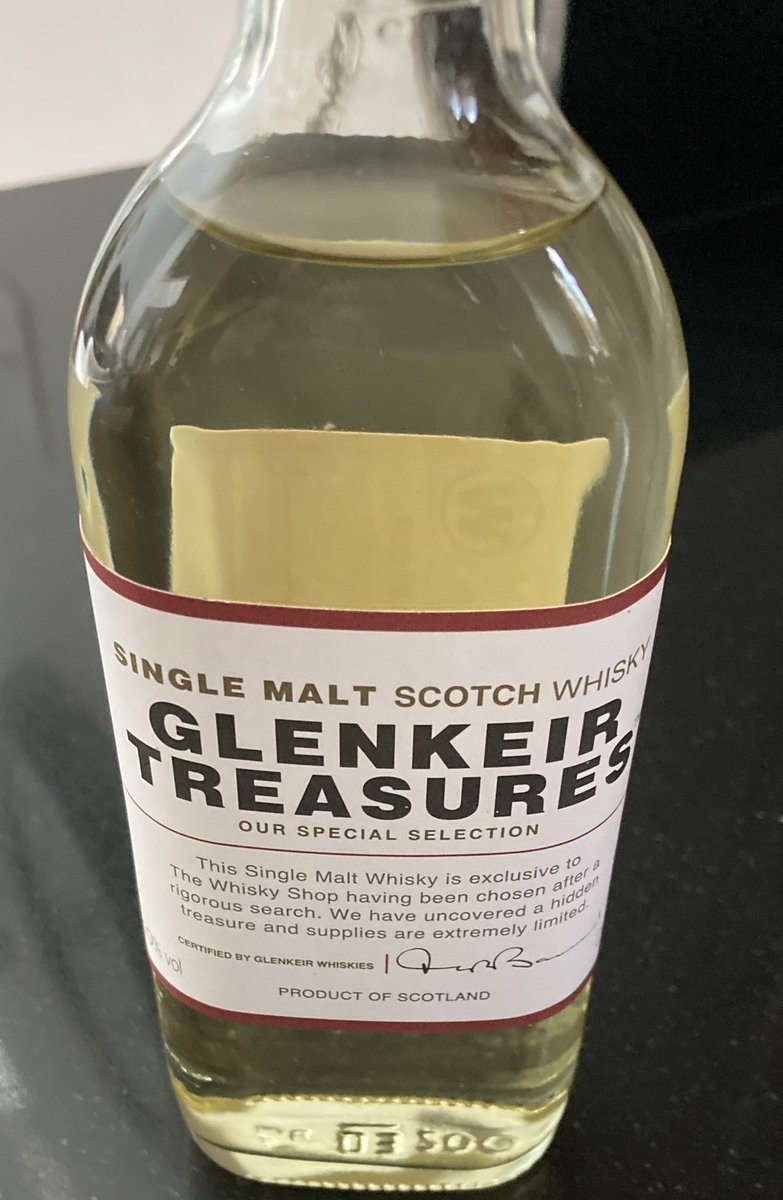 SINGLE MALT SCOTCH WHISKY
GLENKEIR
TREASURES
OUR SPECIAL SELECTION
This Single Malt Whisky is exclusive to
The Whisky Shop having been chosen after a
rigorous search. We have uncovered a hidden
treasure and supplies are extremely limited.
0% vol
CERTIFIED BY GLENKEIR WHISKIES
PRODUCT OF SCOTLAND